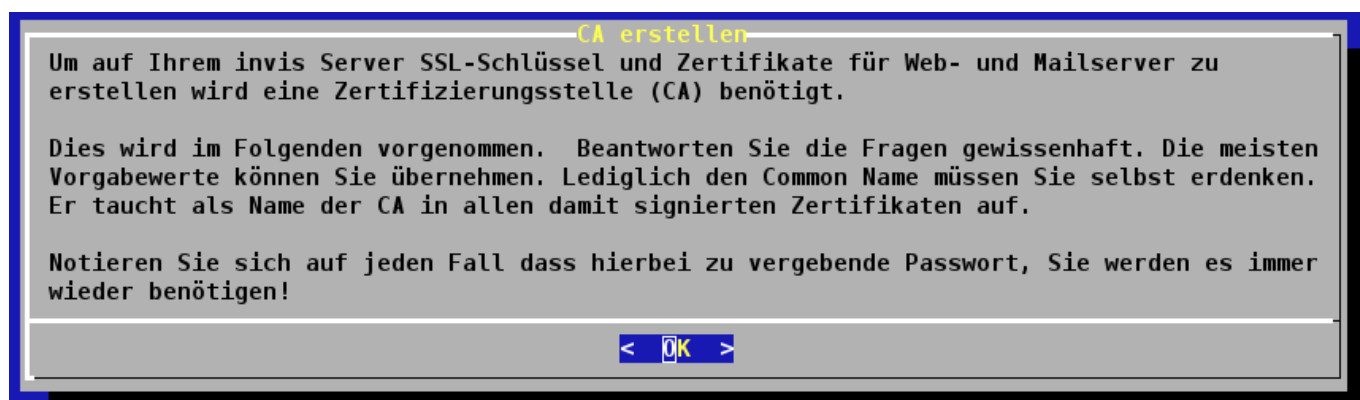 CA erstellen
Um auf Ihrem invis Server SSL-Schlüssel und Zertifikate für Web- und Mailserver zu
erstellen wird eine Zertifizierungsstelle (CA) benötigt.
Dies wird im Folgenden vorgenommen.  Beantworten Sie die Fragen gewissenhaft. Die meisten
Vorgabewerte können Sie übernehmen. Lediglich den Common Name müssen Sie selbst erdenken.
Er taucht als Name der CA in allen damit signierten Zertifikaten auf.
Notieren Sie sich auf jeden Fall dass hierbei zu vergebende Passwort, Sie werden es immer
wieder benötigen!
<  OK  >